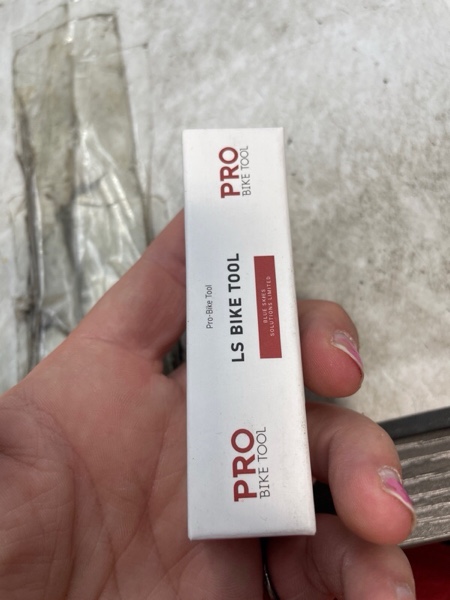 PRO
BIKE TOOL
Pro-Bike Tool
LS BIKE TOOL
BLUE SKIES
SOLUTIONS LIMITED
PRO
BIKE TOOL